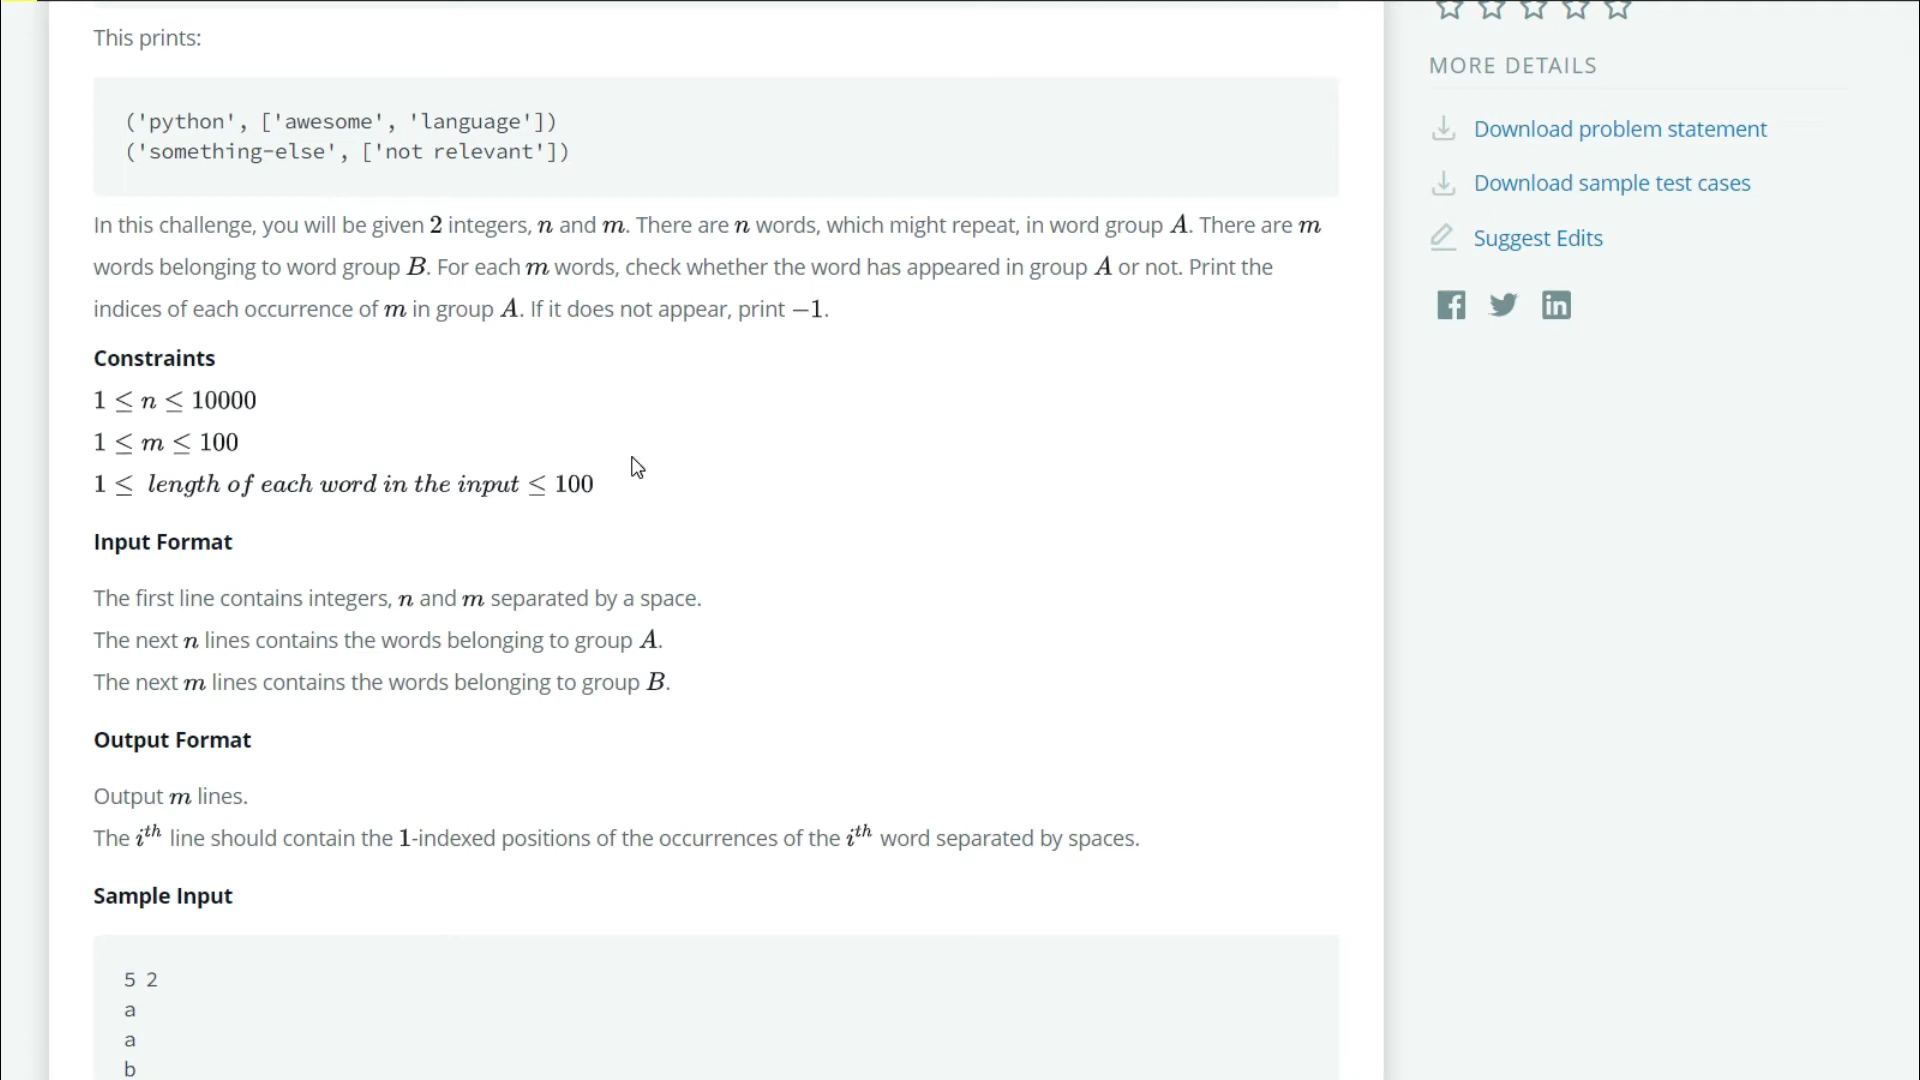 This prints:
('python', ['awesome', 'language'])
('something-else', ['not relevant'])
In this challenge, you will be given 2 integers, n and m. There are n words, which might repeat, in word group A. There are m
words belonging to word group B. For each m words, check whether the word has appeared in group A or not. Print the
indices of each occurrence of m in group A. If it does not appear, print −1.
Constraints
1 ≤ n ≤ 10000
1 ≤ m ≤ 100
1 ≤ length of each word in the input ≤ 100
Input Format
The first line contains integers, n and m separated by a space.
The next n lines contains the words belonging to group A.
The next m lines contains the words belonging to group B.
Output Format
Output m lines.
The i^th line should contain the 1-indexed positions of the occurrences of the i^th word separated by spaces.
Sample Input
5 2
a
a
b
MORE DETAILS
Download problem statement
Download sample test cases
Suggest Edits